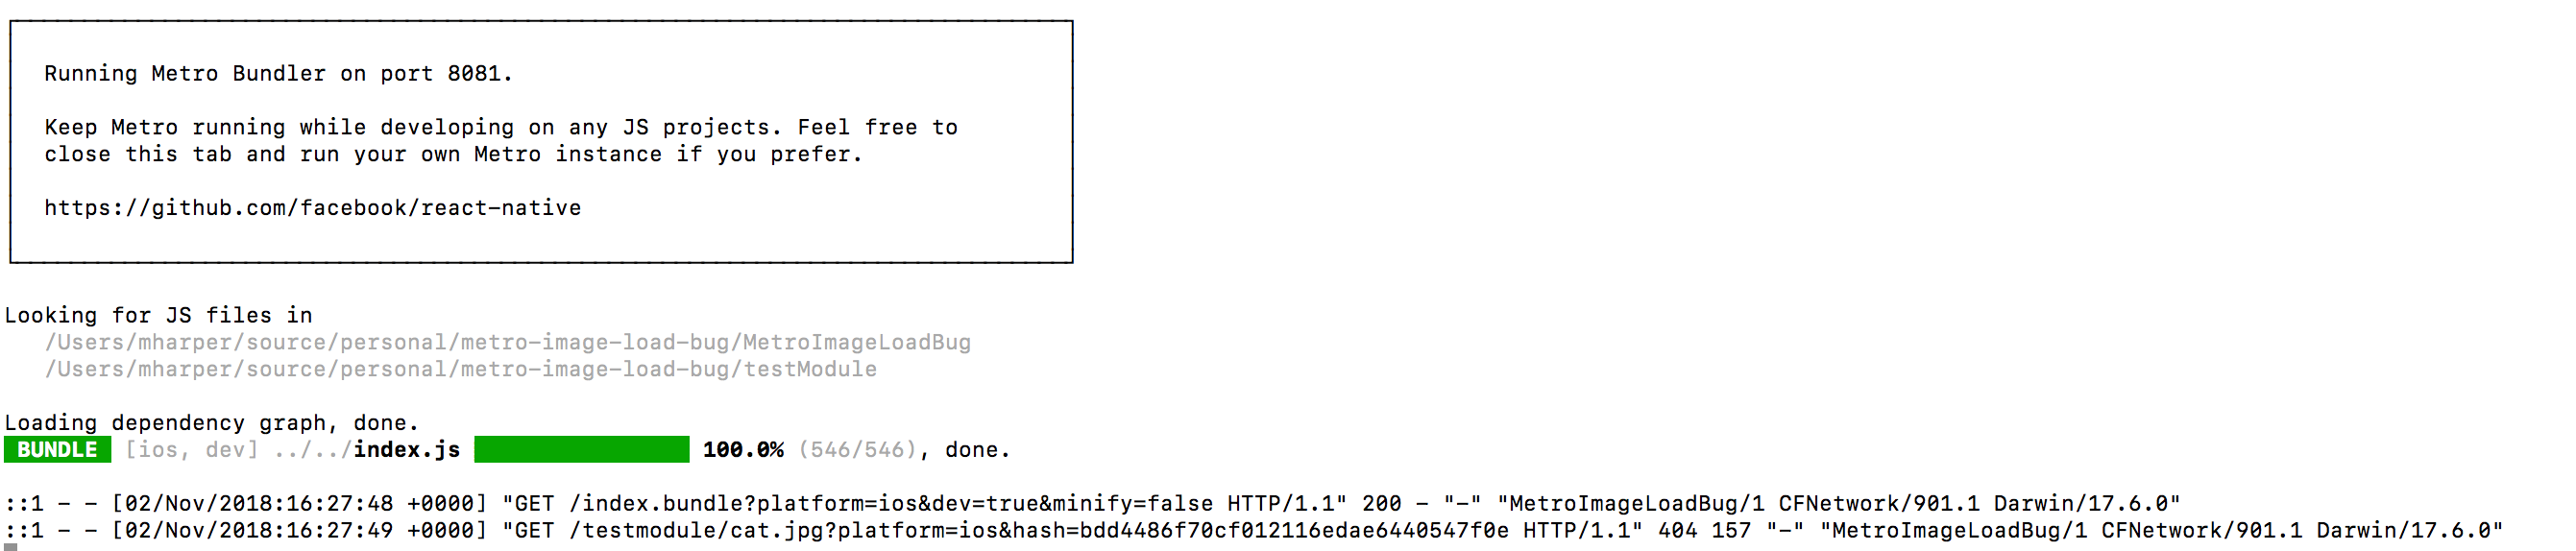 Running Metro Bundler on port 8081.
Keep Metro running while developing on any JS projects. Feel free to
close this tab and run your own Metro instance if you prefer.
https://github.com/facebook/react-native
Looking for JS files in
/Users/mharper/source/personal/metro-image-load-bug/MetroImageLoadBug
/Users/mharper/source/personal/metro-image-load-bug/testModule
Loading dependency graph, done.
BUNDLE [ios, dev] ../../index.js 100.0% (546/546), done.
::1 - - [02/Nov/2018:16:27:48 +0000] "GET /index.bundle?platform=ios&dev=true&minify=false HTTP/1.1" 200 - "-" "MetroImageLoadBug/1 CFNetwork/901.1 Darwin/17.6.0"
::1 - - [02/Nov/2018:16:27:49 +0000] "GET /testmodule/cat.jpg?platform=ios&hash=bdd4486f70cf012116edae6440547f0e HTTP/1.1" 404 157 "-" "MetroImageLoadBug/1 CFNetwork/901.1 Darwin/17.6.0"